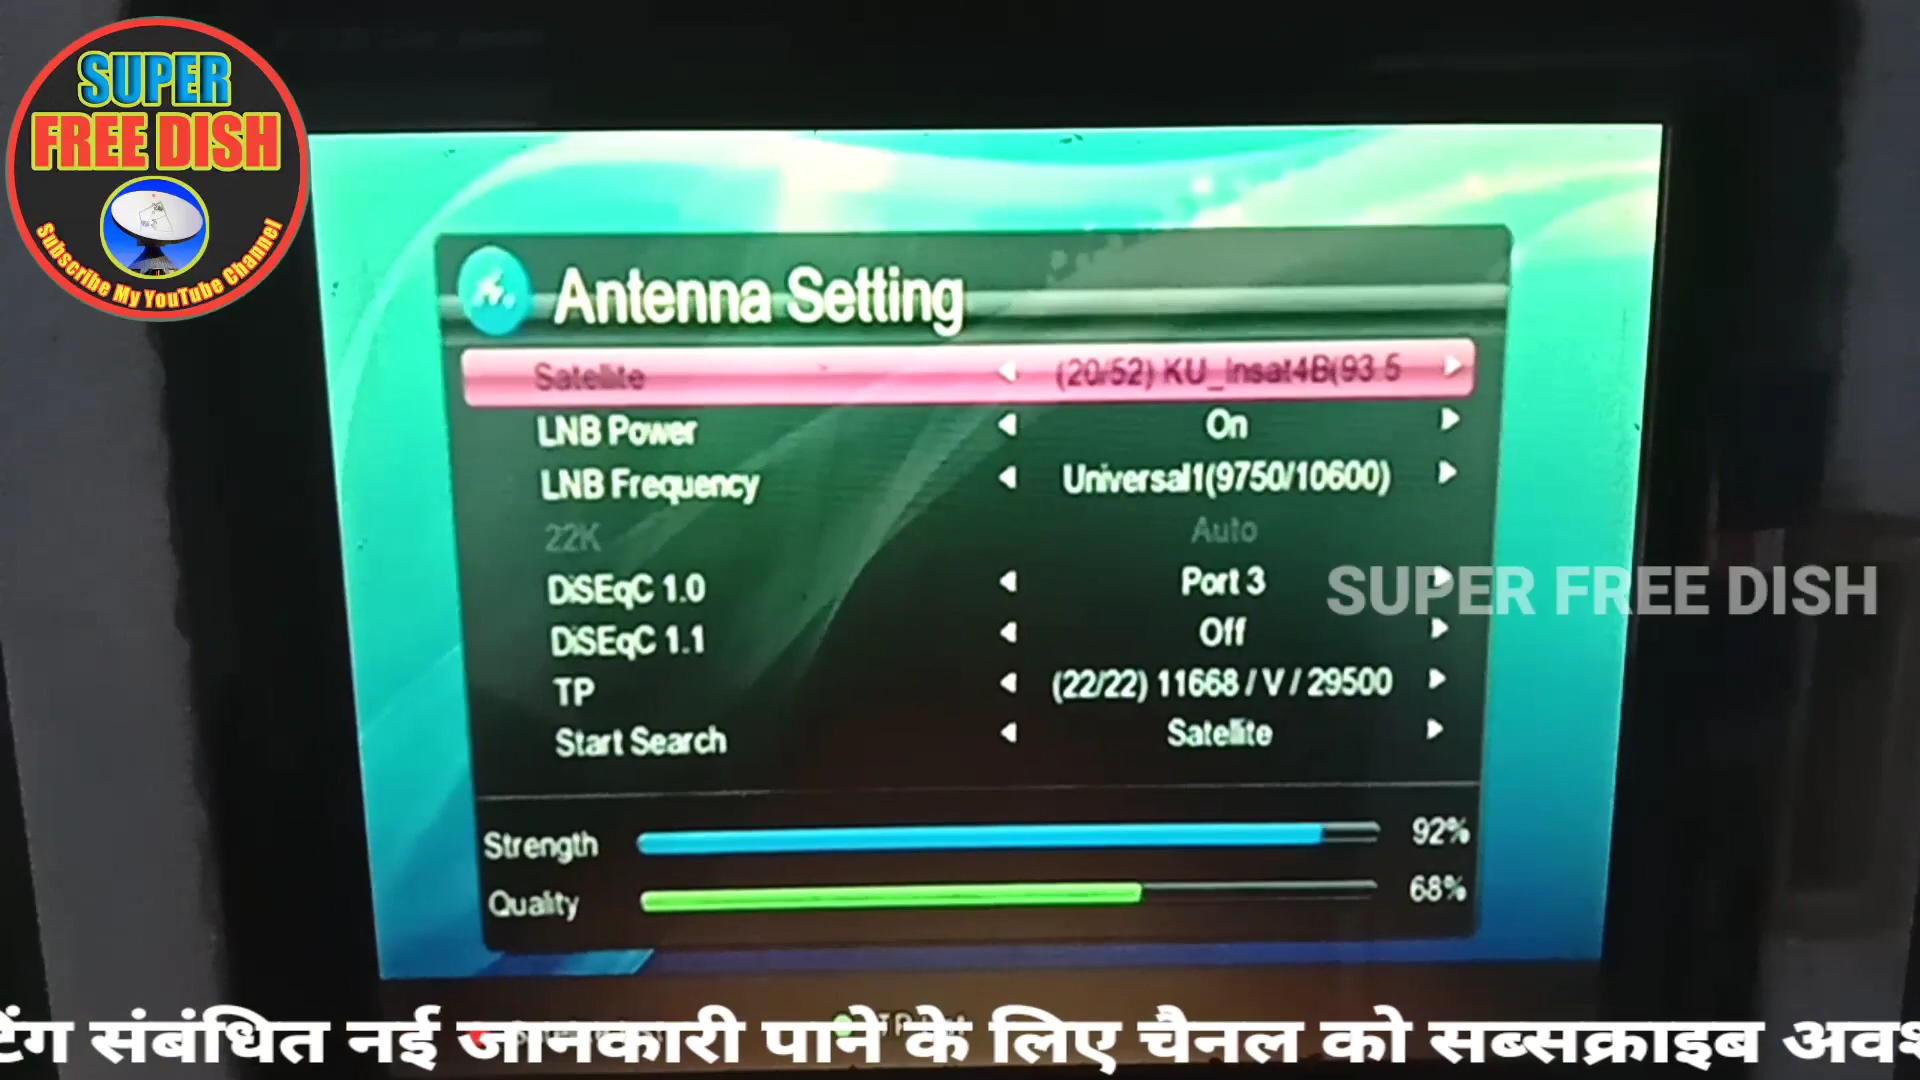 SUPER
FREE DISH
Subscribe My YouTube Channel
Antenna Setting
Satellite (20/52) KU_Insat4B(93.5
LNB Power On
LNB Frequency Universal1(9750/10600)
22K Auto
DiSEqC 1.0 Port 3
DiSEqC 1.1 Off
TP (22/22) 11668 / V / 29500
Start Search Satellite
SUPER FREE DISH
Strength 92%
Quality 68%
संबंधित नई जानकारी पाने के लिए चैनल को सब्सक्राइब